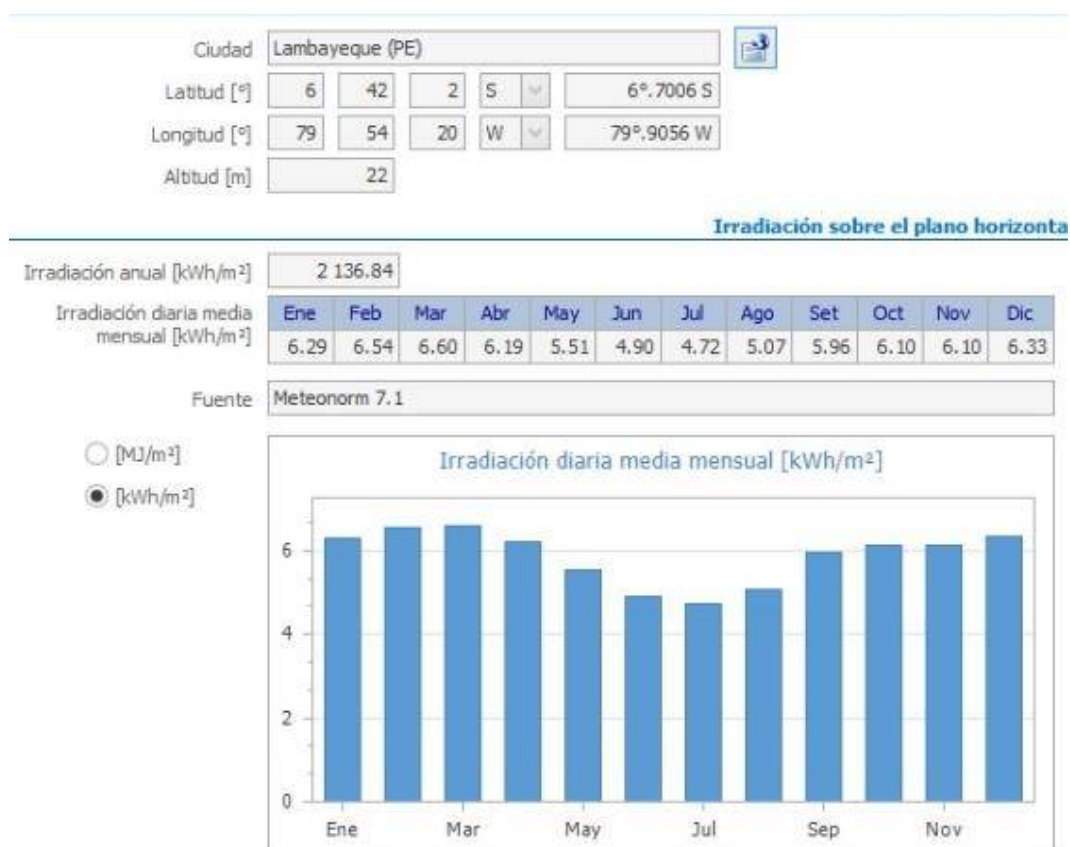 Ciudad Lambayeque (PE)
Latitud [°] 6 42 2 S 6°.7006 S
Longitud [°] 79 54 20 W 79°.9056 W
Altitud [m] 22
Irradiación sobre el plano horizonta
Irradiación anual [kWh/m²] 2 136.84
Irradiación diaria media
mensual [kWh/m²]
Ene Feb Mar Abr May Jun Jul Ago Set Oct Nov Dic
6.29 6.54 6.60 6.19 5.51 4.90 4.72 5.07 5.96 6.10 6.10 6.33
Fuente Meteonorm 7.1
[MJ/m²]
[kWh/m²]
Irradiación diaria media mensual [kWh/m²]
6
4
2
0
Ene Mar May Jul Sep Nov